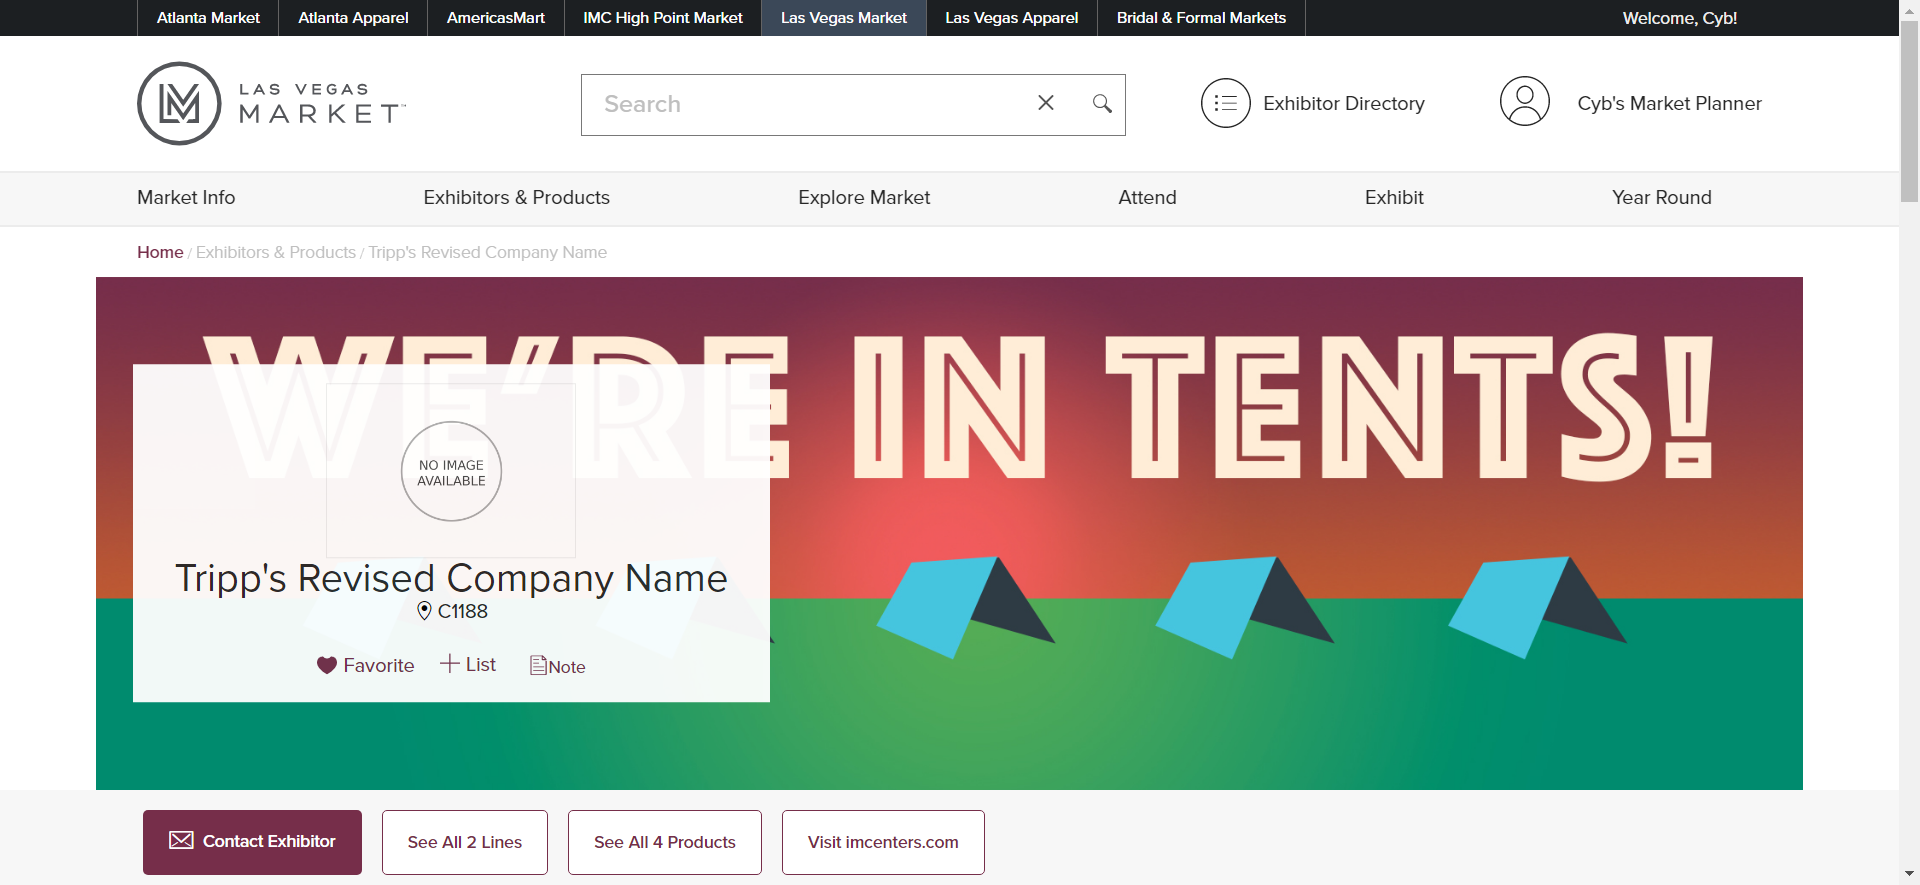 Atlanta Market Atlanta Apparel AmericasMart IMC High Point Market Las Vegas Market Las Vegas Apparel Bridal & Formal Markets Welcome, Cyb!
LAS VEGAS
MARKET™
Search
Exhibitor Directory
Cyb's Market Planner
Market Info Exhibitors & Products Explore Market Attend Exhibit Year Round
Home / Exhibitors & Products / Tripp's Revised Company Name
WE'RE IN TENTS!
NO IMAGE
AVAILABLE
Tripp's Revised Company Name
C1188
Favorite List Note
Contact Exhibitor See All 2 Lines See All 4 Products Visit imcenters.com